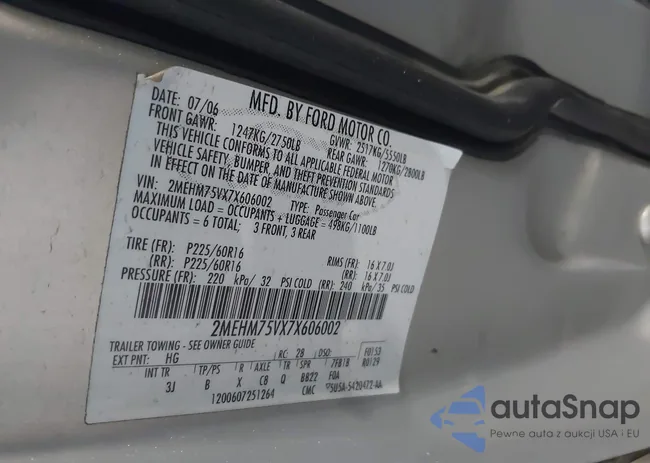 MFD. BY FORD MOTOR CO.
DATE: 07/06 GVWR: 2517KG/5550LB
FRONT GAWR: 1247KG/2750LB REAR GAWR: 1270KG/2800LB
THIS VEHICLE CONFORMS TO ALL APPLICABLE FEDERAL MOTOR
VEHICLE SAFETY, BUMPER, AND THEFT PREVENTION STANDARDS
IN EFFECT ON THE DATE OF MANUFACTURE SHOWN ABOVE.
VIN: 2MEHM75VX7X606002 TYPE: Passenger Car
MAXIMUM LOAD = OCCUPANTS + LUGGAGE = 498KG/1100LB
OCCUPANTS = 6 TOTAL; 3 FRONT, 3 REAR
TIRE (FR): P225/60R16 RIMS (FR): 16 X 7.0J
(RR): P225/60R16 (RR): 16 X 7.0J
PRESSURE (FR): 220 kPa/ 32 PSI COLD (RR): 240 kPa/ 35 PSI COLD
2MEHM75VX7X606002
TRAILER TOWING - SEE OWNER GUIDE
EXT PNT: HG RC: 28 DSO: F0153
INT TR TP/PS R AXLE TR SPR 7FB1B R0129
3J B X C8 Q BB22 FOA
1200607251264 CMC
autaSnap
Pewne auta z aukcji USA i EU